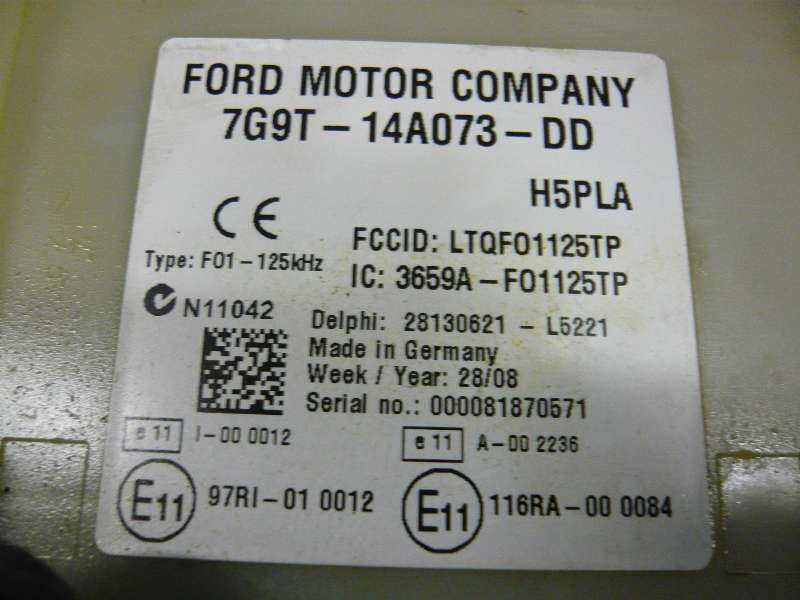 FORD MOTOR COMPANY
7G9T-14A073-DD
H5PLA
CE
FCCID: LTQFO1125TP
Type: F01-125kHz
IC: 3659A-FO1125TP
N11042
Delphi: 28130621 - L5221
Made in Germany
Week / Year: 28/08
Serial no.: 000081870571
e 11 I-00 0012
e 11 A-00 2236
E11 97RI-01 0012
E11 116RA-00 0084